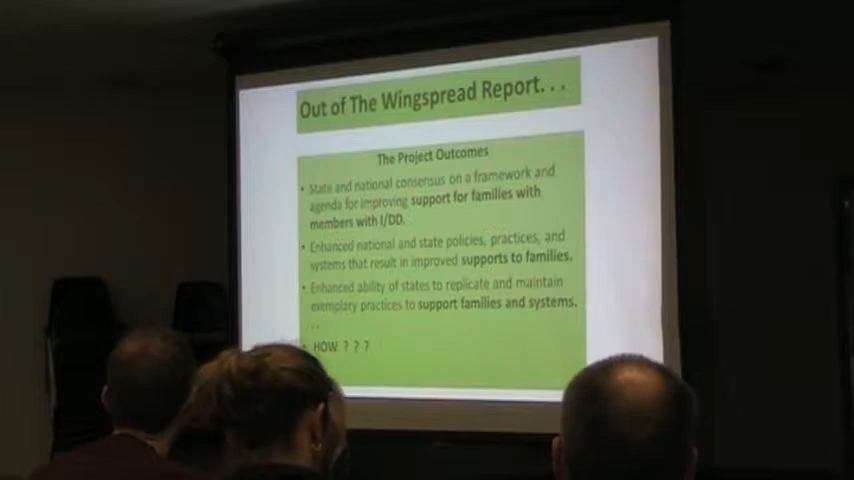 Out of The Wingspread Report. . .
The Project Outcomes
• State and national consensus on a framework and
agenda for improving support for families with
members with I/DD.
• Enhanced national and state policies, practices, and
systems that result in improved supports to families.
• Enhanced ability of states to replicate and maintain
exemplary practices to support families and systems.
. .
• HOW ? ? ?